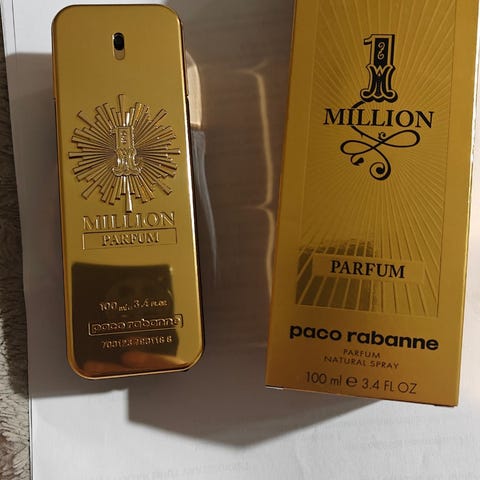 1
MILLION
PARFUM
100 ml ℮ 3.4 FL.OZ
paco rabanne
1
MILLION
PARFUM
paco rabanne
PARFUM
NATURAL SPRAY
100 ml ℮ 3.4 FL OZ